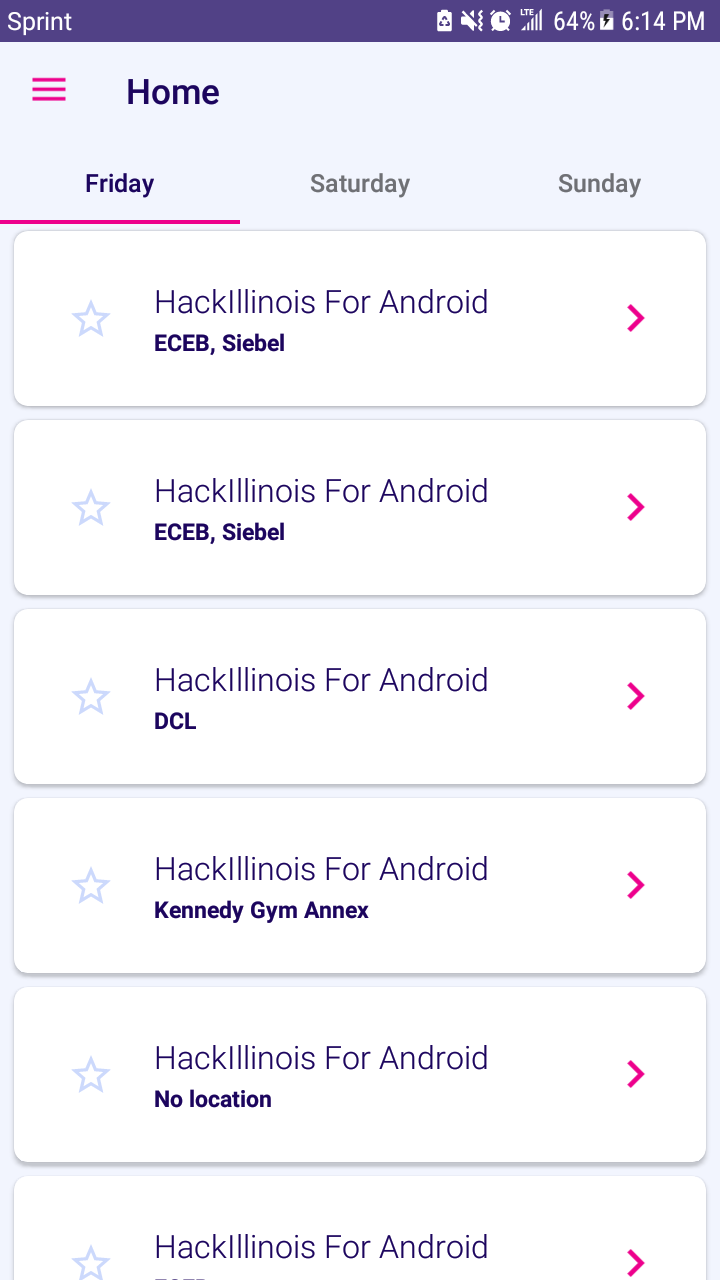 Sprint
LTE
64% 6:14 PM
Home
Friday Saturday Sunday
HackIllinois For Android
ECEB, Siebel
HackIllinois For Android
ECEB, Siebel
HackIllinois For Android
DCL
HackIllinois For Android
Kennedy Gym Annex
HackIllinois For Android
No location
HackIllinois For Android